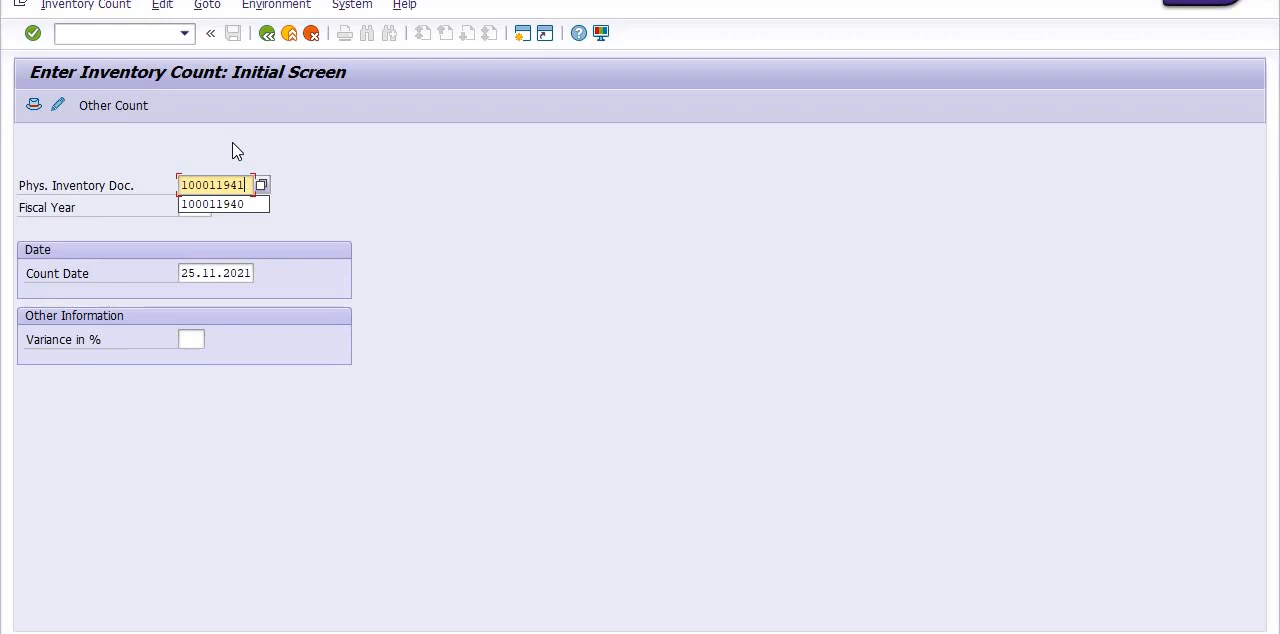 Inventory Count Edit Goto Environment System Help
Enter Inventory Count: Initial Screen
Other Count
Phys. Inventory Doc. 100011941
100011940
Fiscal Year
Date
Count Date 25.11.2021
Other Information
Variance in %